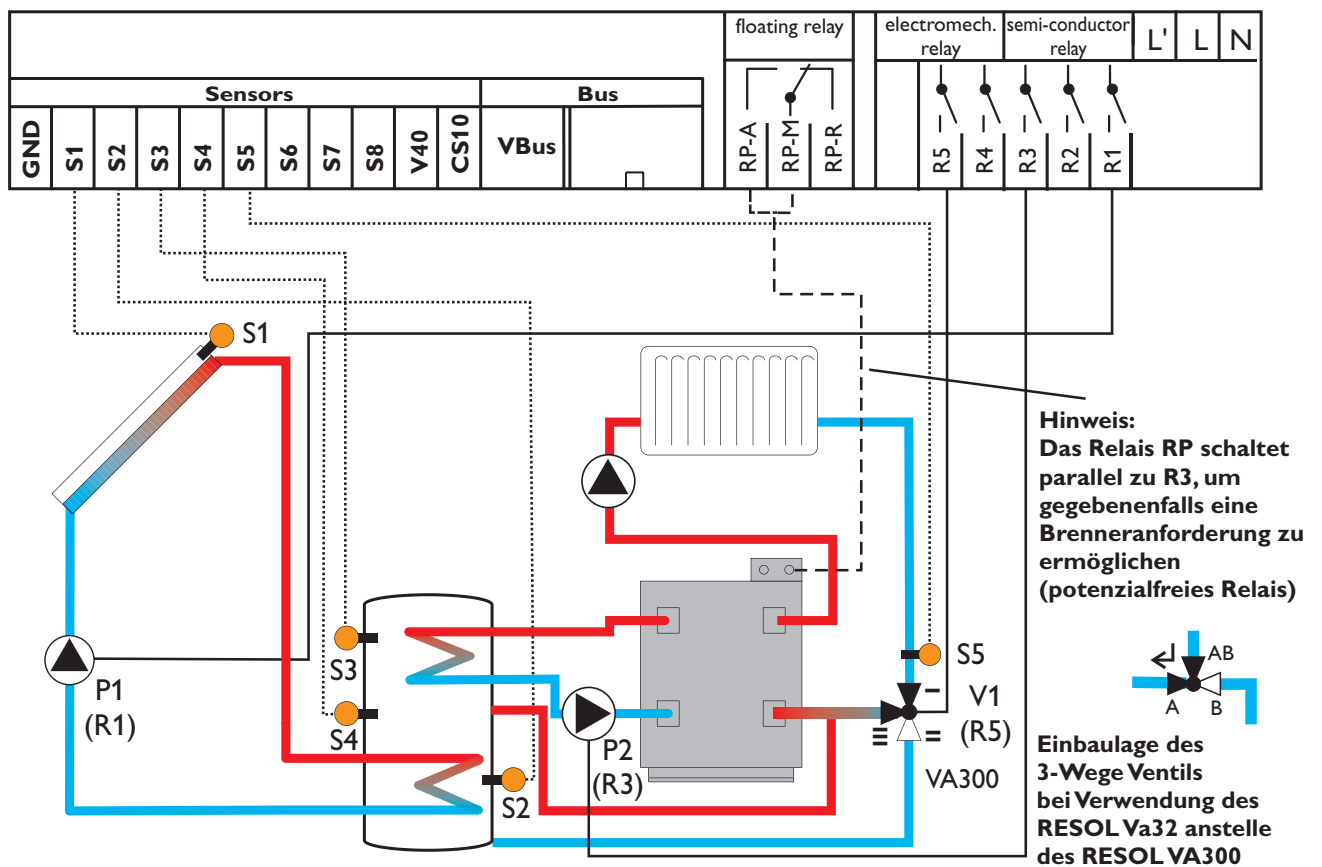 floating relay
electromech. relay
semi-conductor relay
L'
L
N
Sensors
Bus
GND
S1
S2
S3
S4
S5
S6
S7
S8
V40
CS10
VBus
RP-A
RP-M
RP-R
R5
R4
R3
R2
R1
S1
Hinweis:
Das Relais RP schaltet
parallel zu R3, um
gegebenenfalls eine
Brenneranforderung zu
ermöglichen
(potenzialfreies Relais)
S3
S5
AB
A
B
P1
(R1)
S4
V1
(R5)
P2
(R3)
VA300
S2
Einbaulage des
3-Wege Ventils
bei Verwendung des
RESOL Va32 anstelle
des RESOL VA300